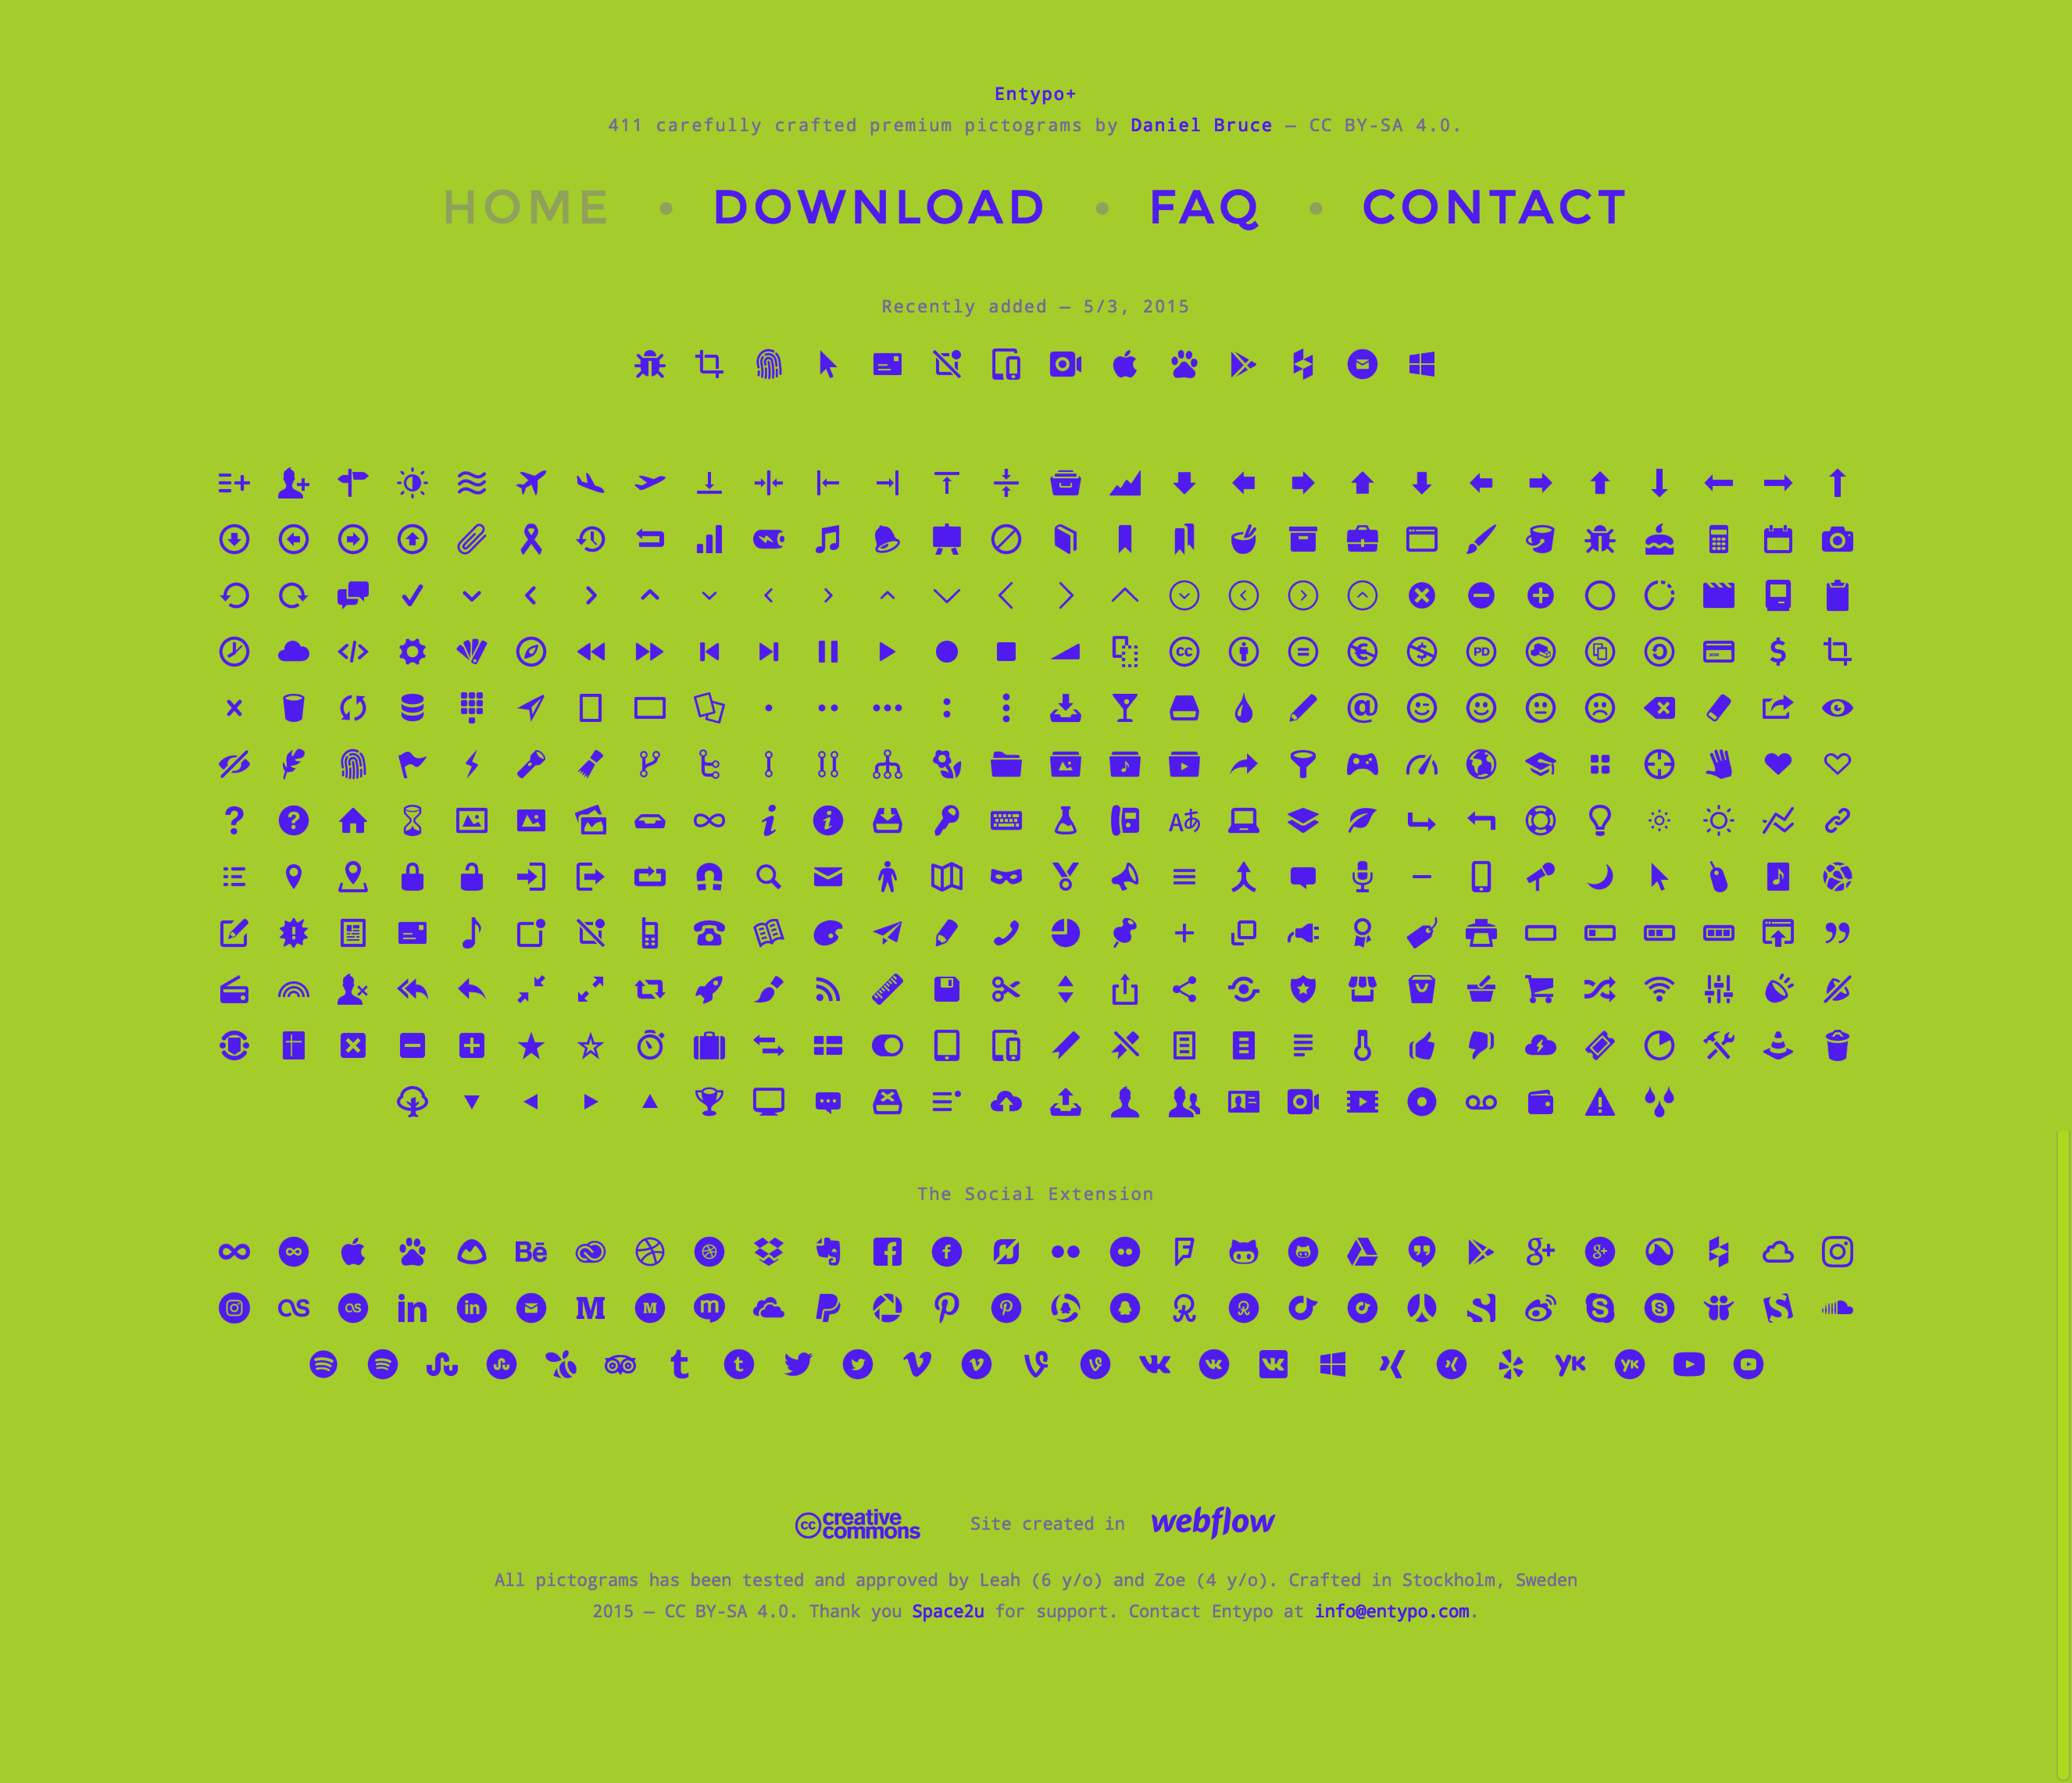 Entypo+
411 carefully crafted premium pictograms by Daniel Bruce — CC BY-SA 4.0.
HOME • DOWNLOAD • FAQ • CONTACT
Recently added — 5/3, 2015
The Social Extension
cc creative commons Site created in webflow
All pictograms has been tested and approved by Leah (6 y/o) and Zoe (4 y/o). Crafted in Stockholm, Sweden
2015 — CC BY-SA 4.0. Thank you Space2u for support. Contact Entypo at info@entypo.com.